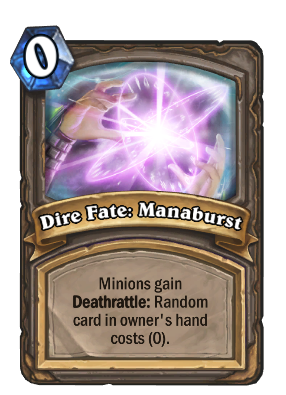 0
Dire Fate: Manaburst
Minions gain
Deathrattle: Random
card in owner's hand
costs (0).